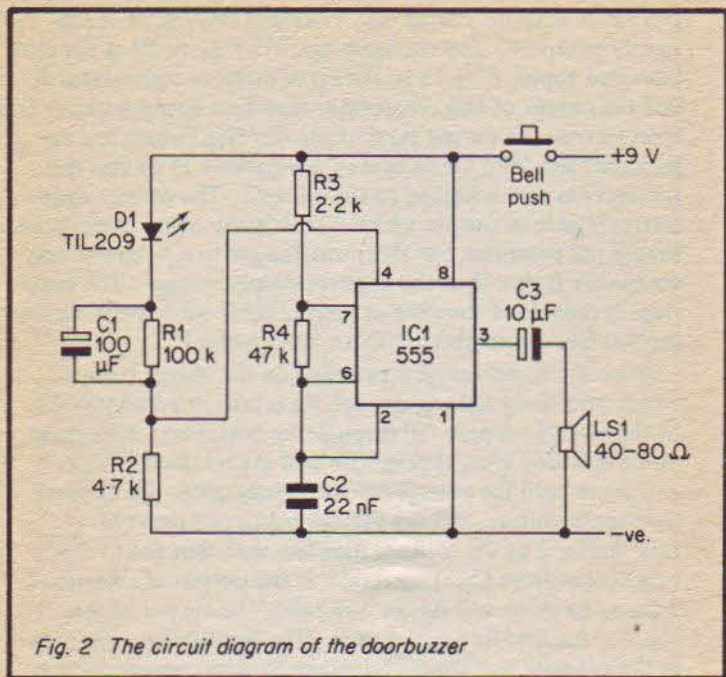 +9 V
Bell
push
R3
2·2 k
D1
TIL209
4
8
C1
100
µF
R1
100 k
R4
47 k
7
6
IC1
555
3
C3
10 µF
2
1
LS1
40–80 Ω
R2
4·7 k
C2
22 nF
–ve.
Fig. 2 The circuit diagram of the doorbuzzer